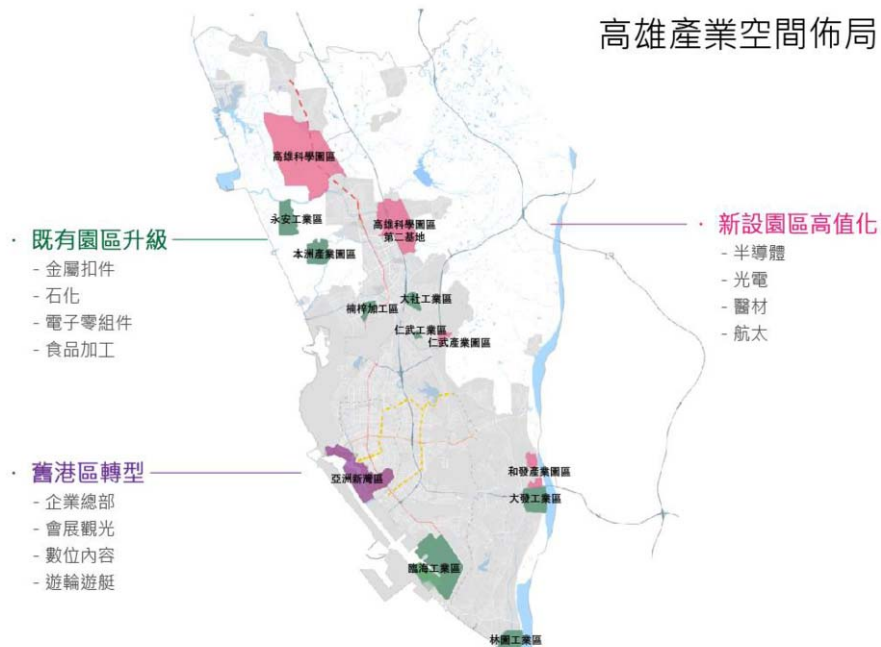 高雄產業空間佈局
高雄科學園區
永安工業區
高雄科學園區
第二基地
· 既有園區升級
- 金屬扣件
- 石化
- 電子零組件
- 食品加工
本洲產業園區
· 新設園區高值化
- 半導體
- 光電
- 醫材
- 航太
大社工業區
楠梓加工區
仁武工業區
仁武產業園區
· 舊港區轉型
- 企業總部
- 會展觀光
- 數位內容
- 遊輪遊艇
亞洲新灣區
和發產業園區
大發工業區
臨海工業區
林園工業區